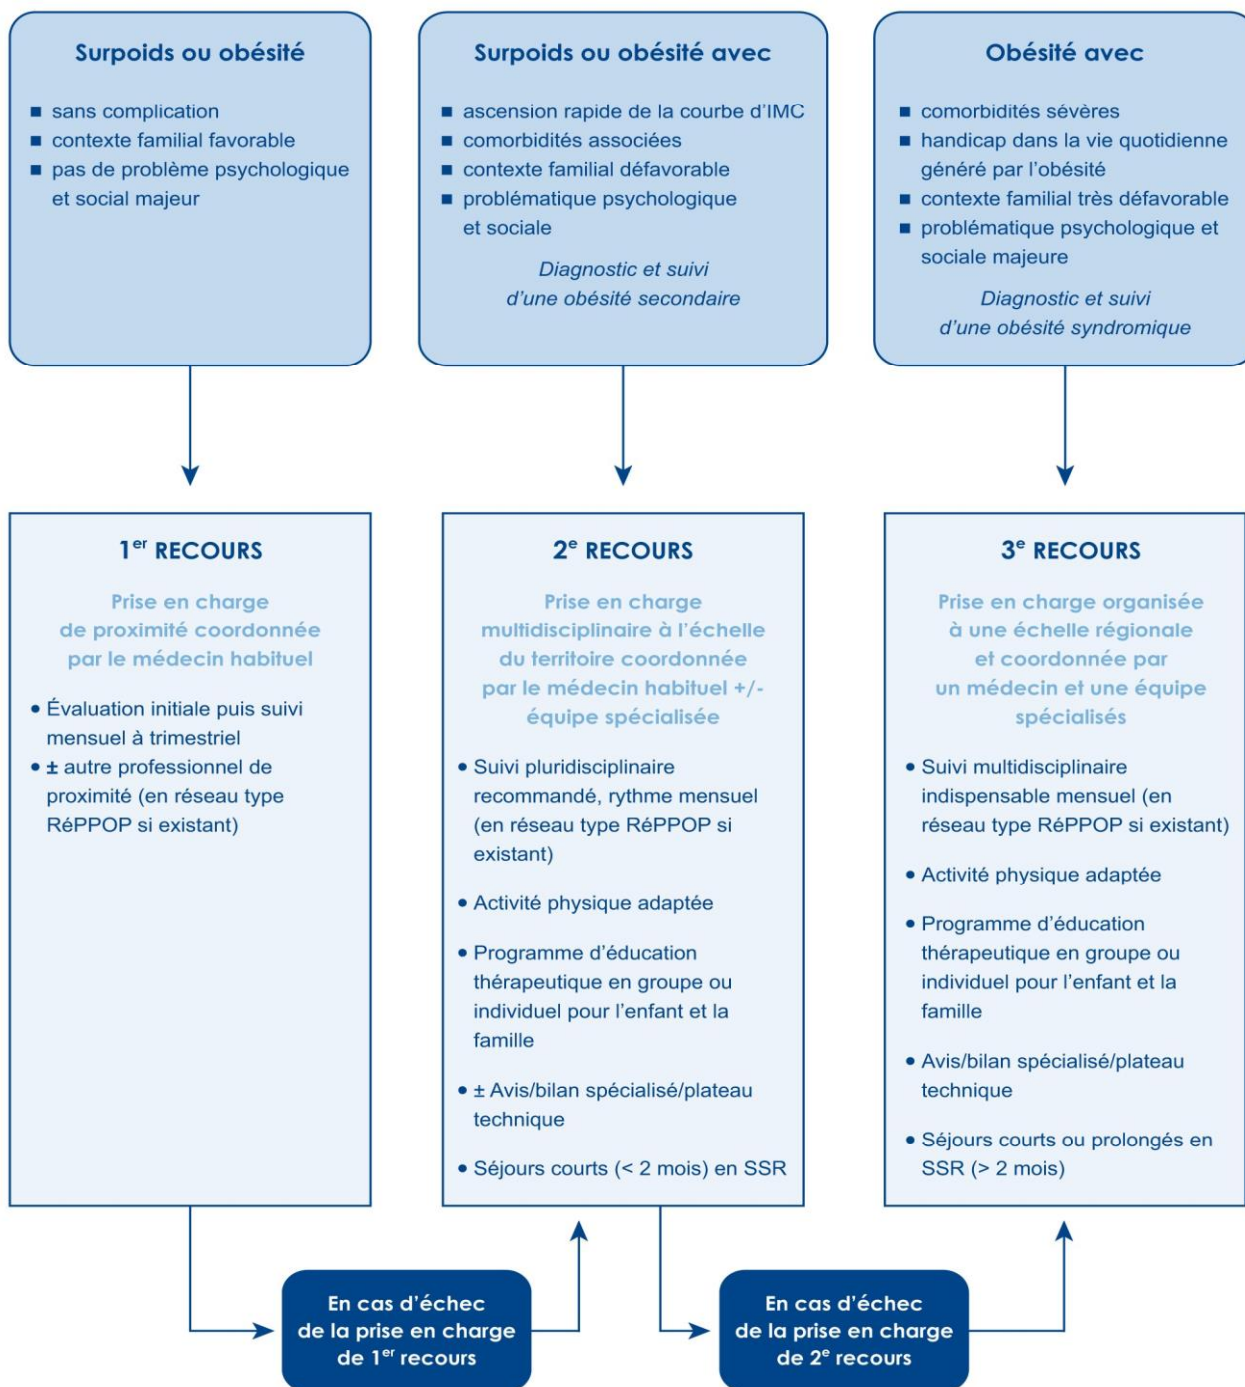 Surpoids ou obésité
■ sans complication
■ contexte familial favorable
■ pas de problème psychologique
et social majeur
Surpoids ou obésité avec
■ ascension rapide de la courbe d’IMC
■ comorbidités associées
■ contexte familial défavorable
■ problématique psychologique
et sociale
Diagnostic et suivi
d’une obésité secondaire
Obésité avec
■ comorbidités sévères
■ handicap dans la vie quotidienne
généré par l’obésité
■ contexte familial très défavorable
■ problématique psychologique et
sociale majeure
Diagnostic et suivi
d’une obésité syndromique
1er RECOURS
Prise en charge
de proximité coordonnée
par le médecin habituel
• Évaluation initiale puis suivi
mensuel à trimestriel
• ± autre professionnel de
proximité (en réseau type
RéPPOP si existant)
2e RECOURS
Prise en charge
multidisciplinaire à l’échelle
du territoire coordonnée
par le médecin habituel +/-
équipe spécialisée
• Suivi pluridisciplinaire
recommandé, rythme mensuel
(en réseau type RéPPOP si
existant)
• Activité physique adaptée
• Programme d’éducation
thérapeutique en groupe ou
individuel pour l’enfant et la
famille
• ± Avis/bilan spécialisé/plateau
technique
• Séjours courts (< 2 mois) en SSR
3e RECOURS
Prise en charge organisée
à une échelle régionale
et coordonnée par
un médecin et une équipe
spécialisés
• Suivi multidisciplinaire
indispensable mensuel (en
réseau type RéPPOP si existant)
• Activité physique adaptée
• Programme d’éducation
thérapeutique en groupe ou
individuel pour l’enfant et la
famille
• Avis/bilan spécialisé/plateau
technique
• Séjours courts ou prolongés en
SSR (> 2 mois)
En cas d’échec
de la prise en charge
de 1er recours
En cas d’échec
de la prise en charge
de 2e recours